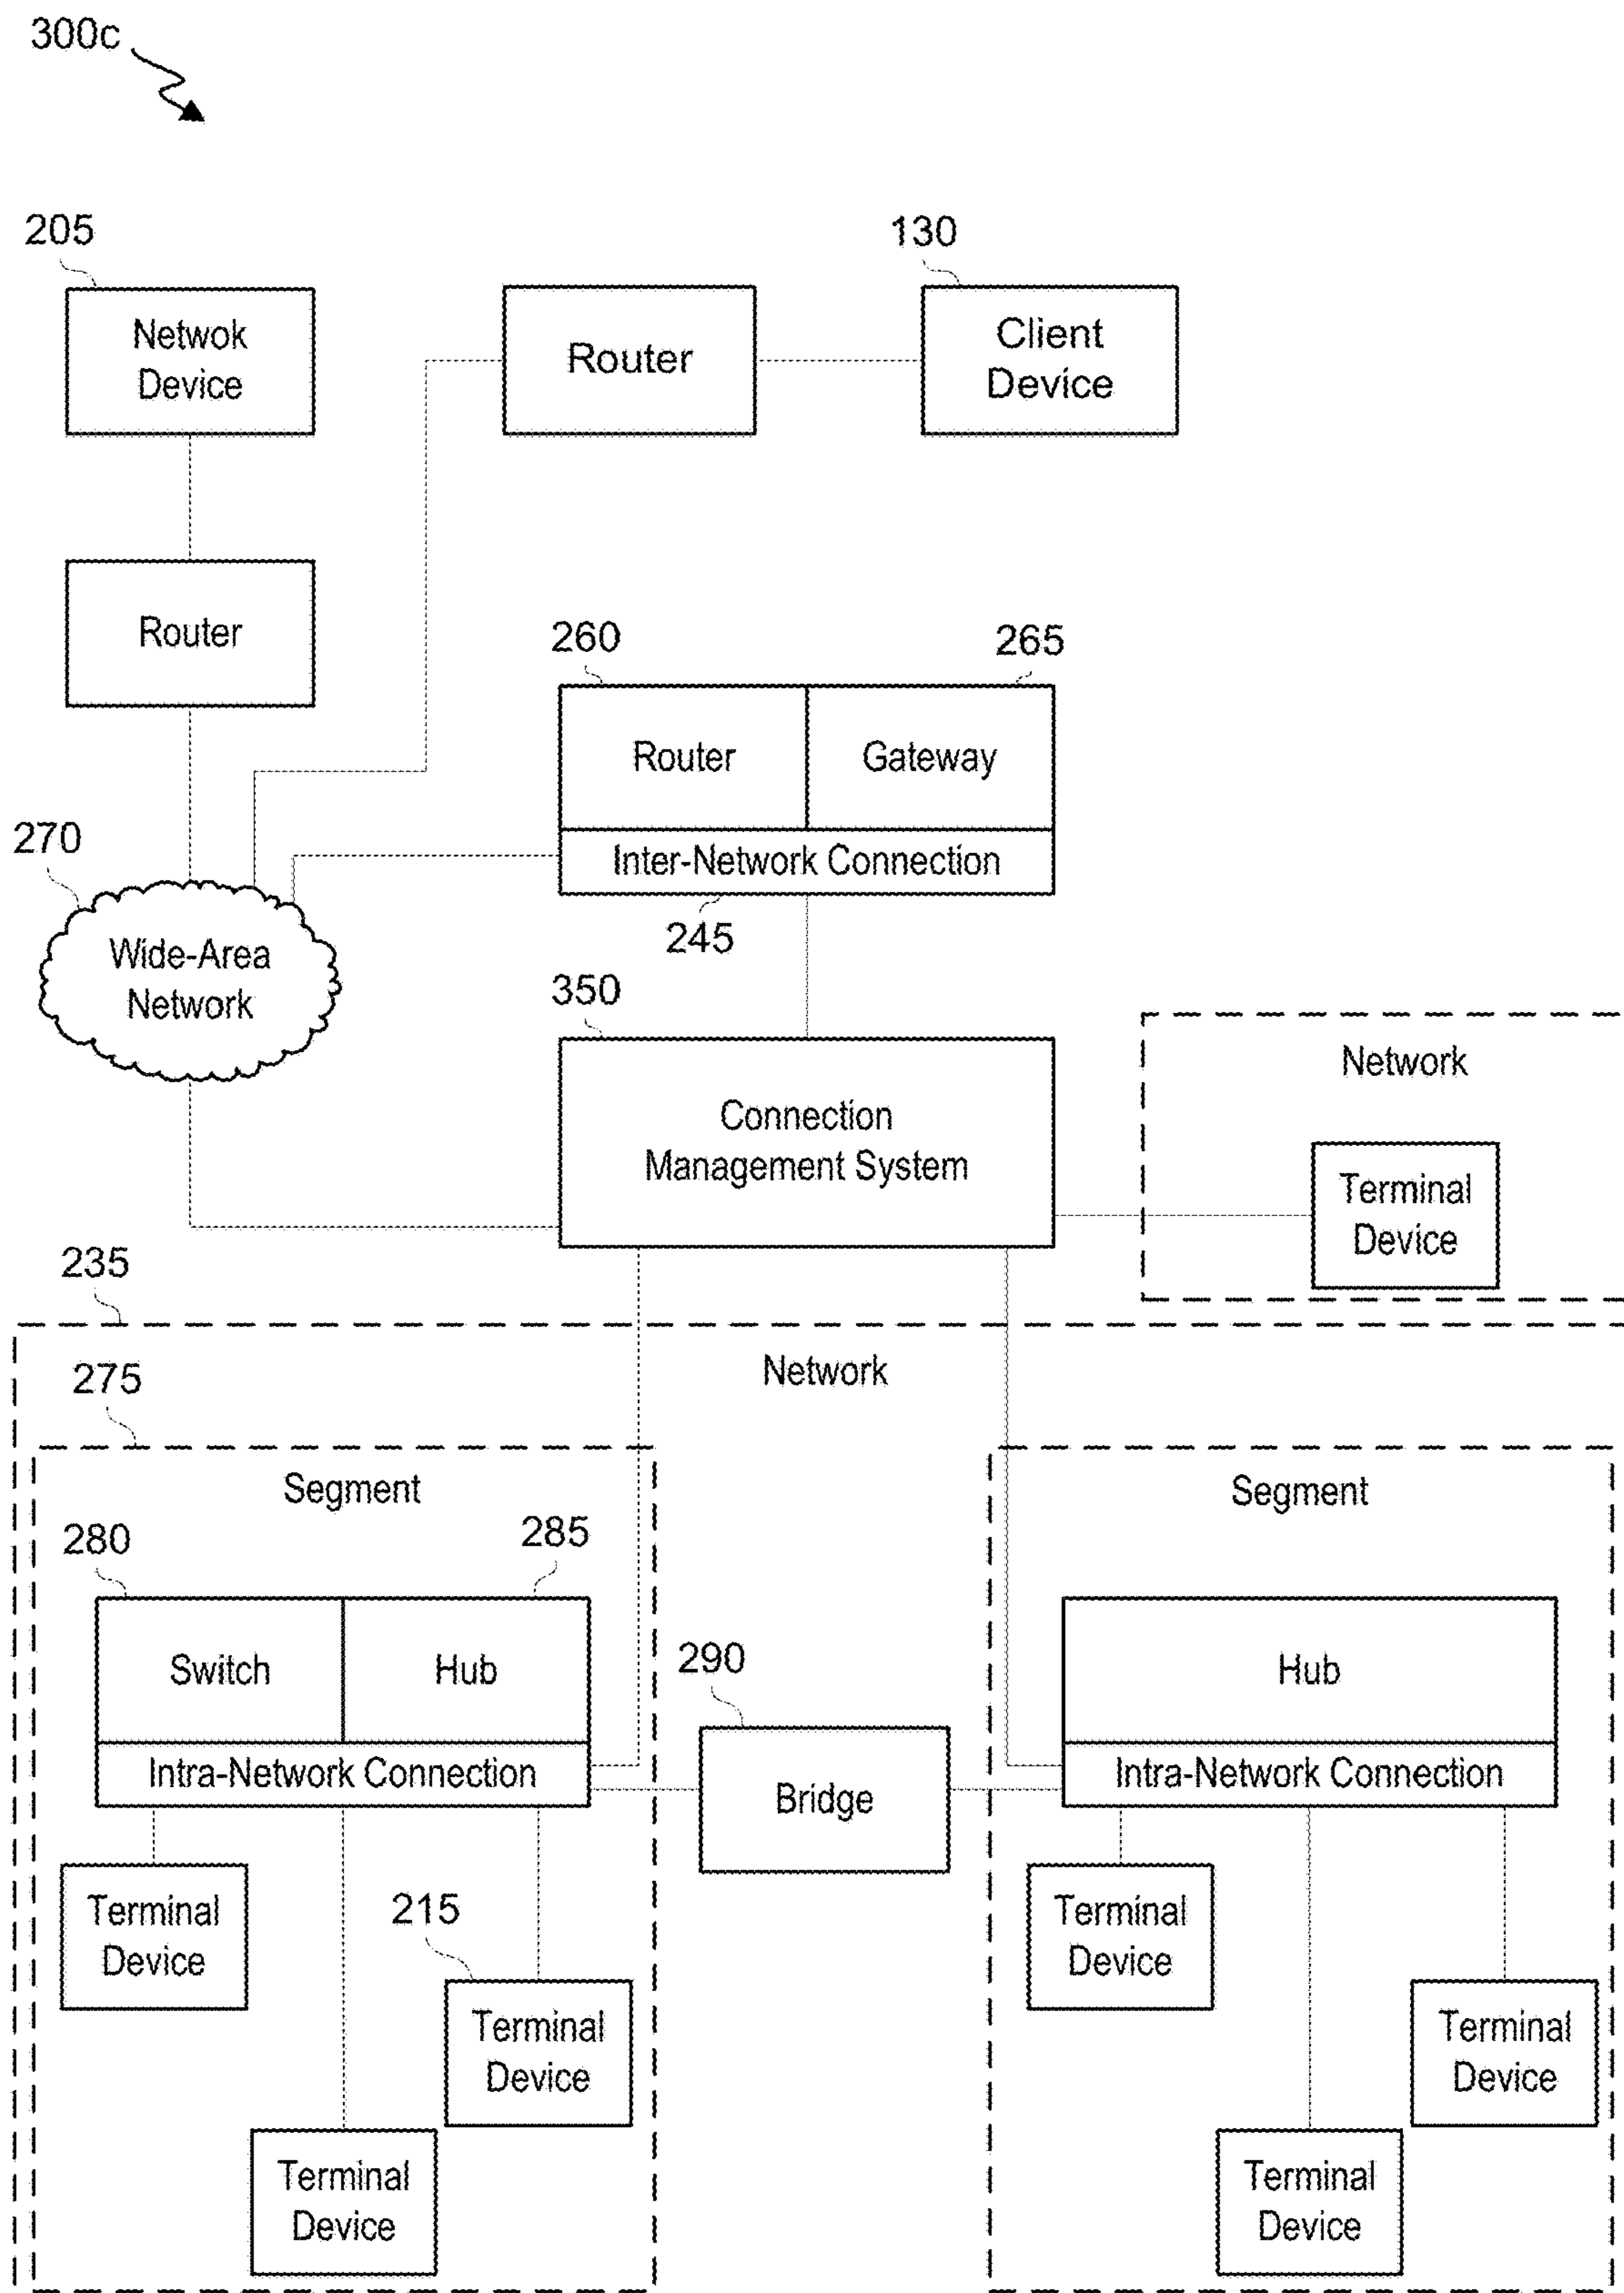 300c
205
130
Netwok
Device
Router
Client
Device
Router
260
265
Router
Gateway
270
Inter-Network Connection
245
Wide-Area
Network
350
Network
Connection
Management System
Terminal
Device
235
Network
275
Segment
Segment
280
285
Switch
Hub
290
Hub
Intra-Network Connection
Bridge
Intra-Network Connection
Terminal
Device
215
Terminal
Device
Terminal
Device
Terminal
Device
Terminal
Device
Terminal
Device